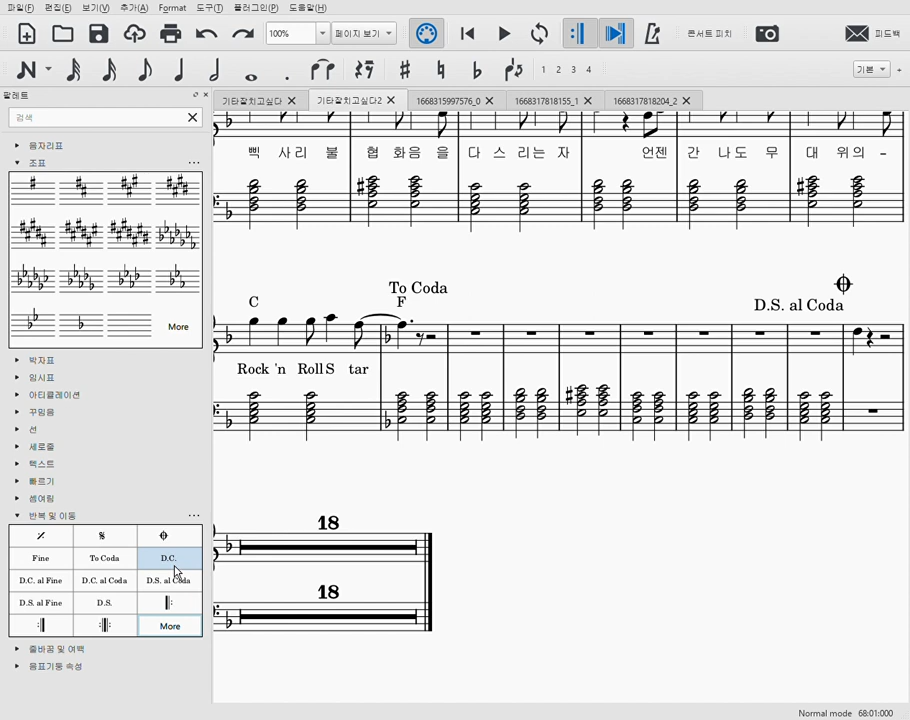 파일(F) 편집(E) 보기(V) 추가(A) Format 도구(T) 플러그인(P) 도움말(H)
100% 페이지 보기 콘서트 피치 피드백
1 2 3 4 기본 +
팔레트 기타잘치고싶다 기타잘치고싶다2 1668315997576_0 1668317818155_1 1668317818204_2
검색
음자리표
조표
More
박자표
임시표
아티큘레이션
꾸밈음
선
세로줄
텍스트
빠르기
셈여림
반복 및 이동
Fine To Coda D.C.
D.C. al Fine D.C. al Coda D.S. al Coda
D.S. al Fine D.S.
More
줄바꿈 및 여백
음표기둥 속성
삑 사 리 불 협 화 음 을 다 스 리 는 자 언젠 간 나 도 무 대 위의 -
To Coda
C F D.S. al Coda
Rock 'n Roll S tar
18
18
Normal mode 68:01:000